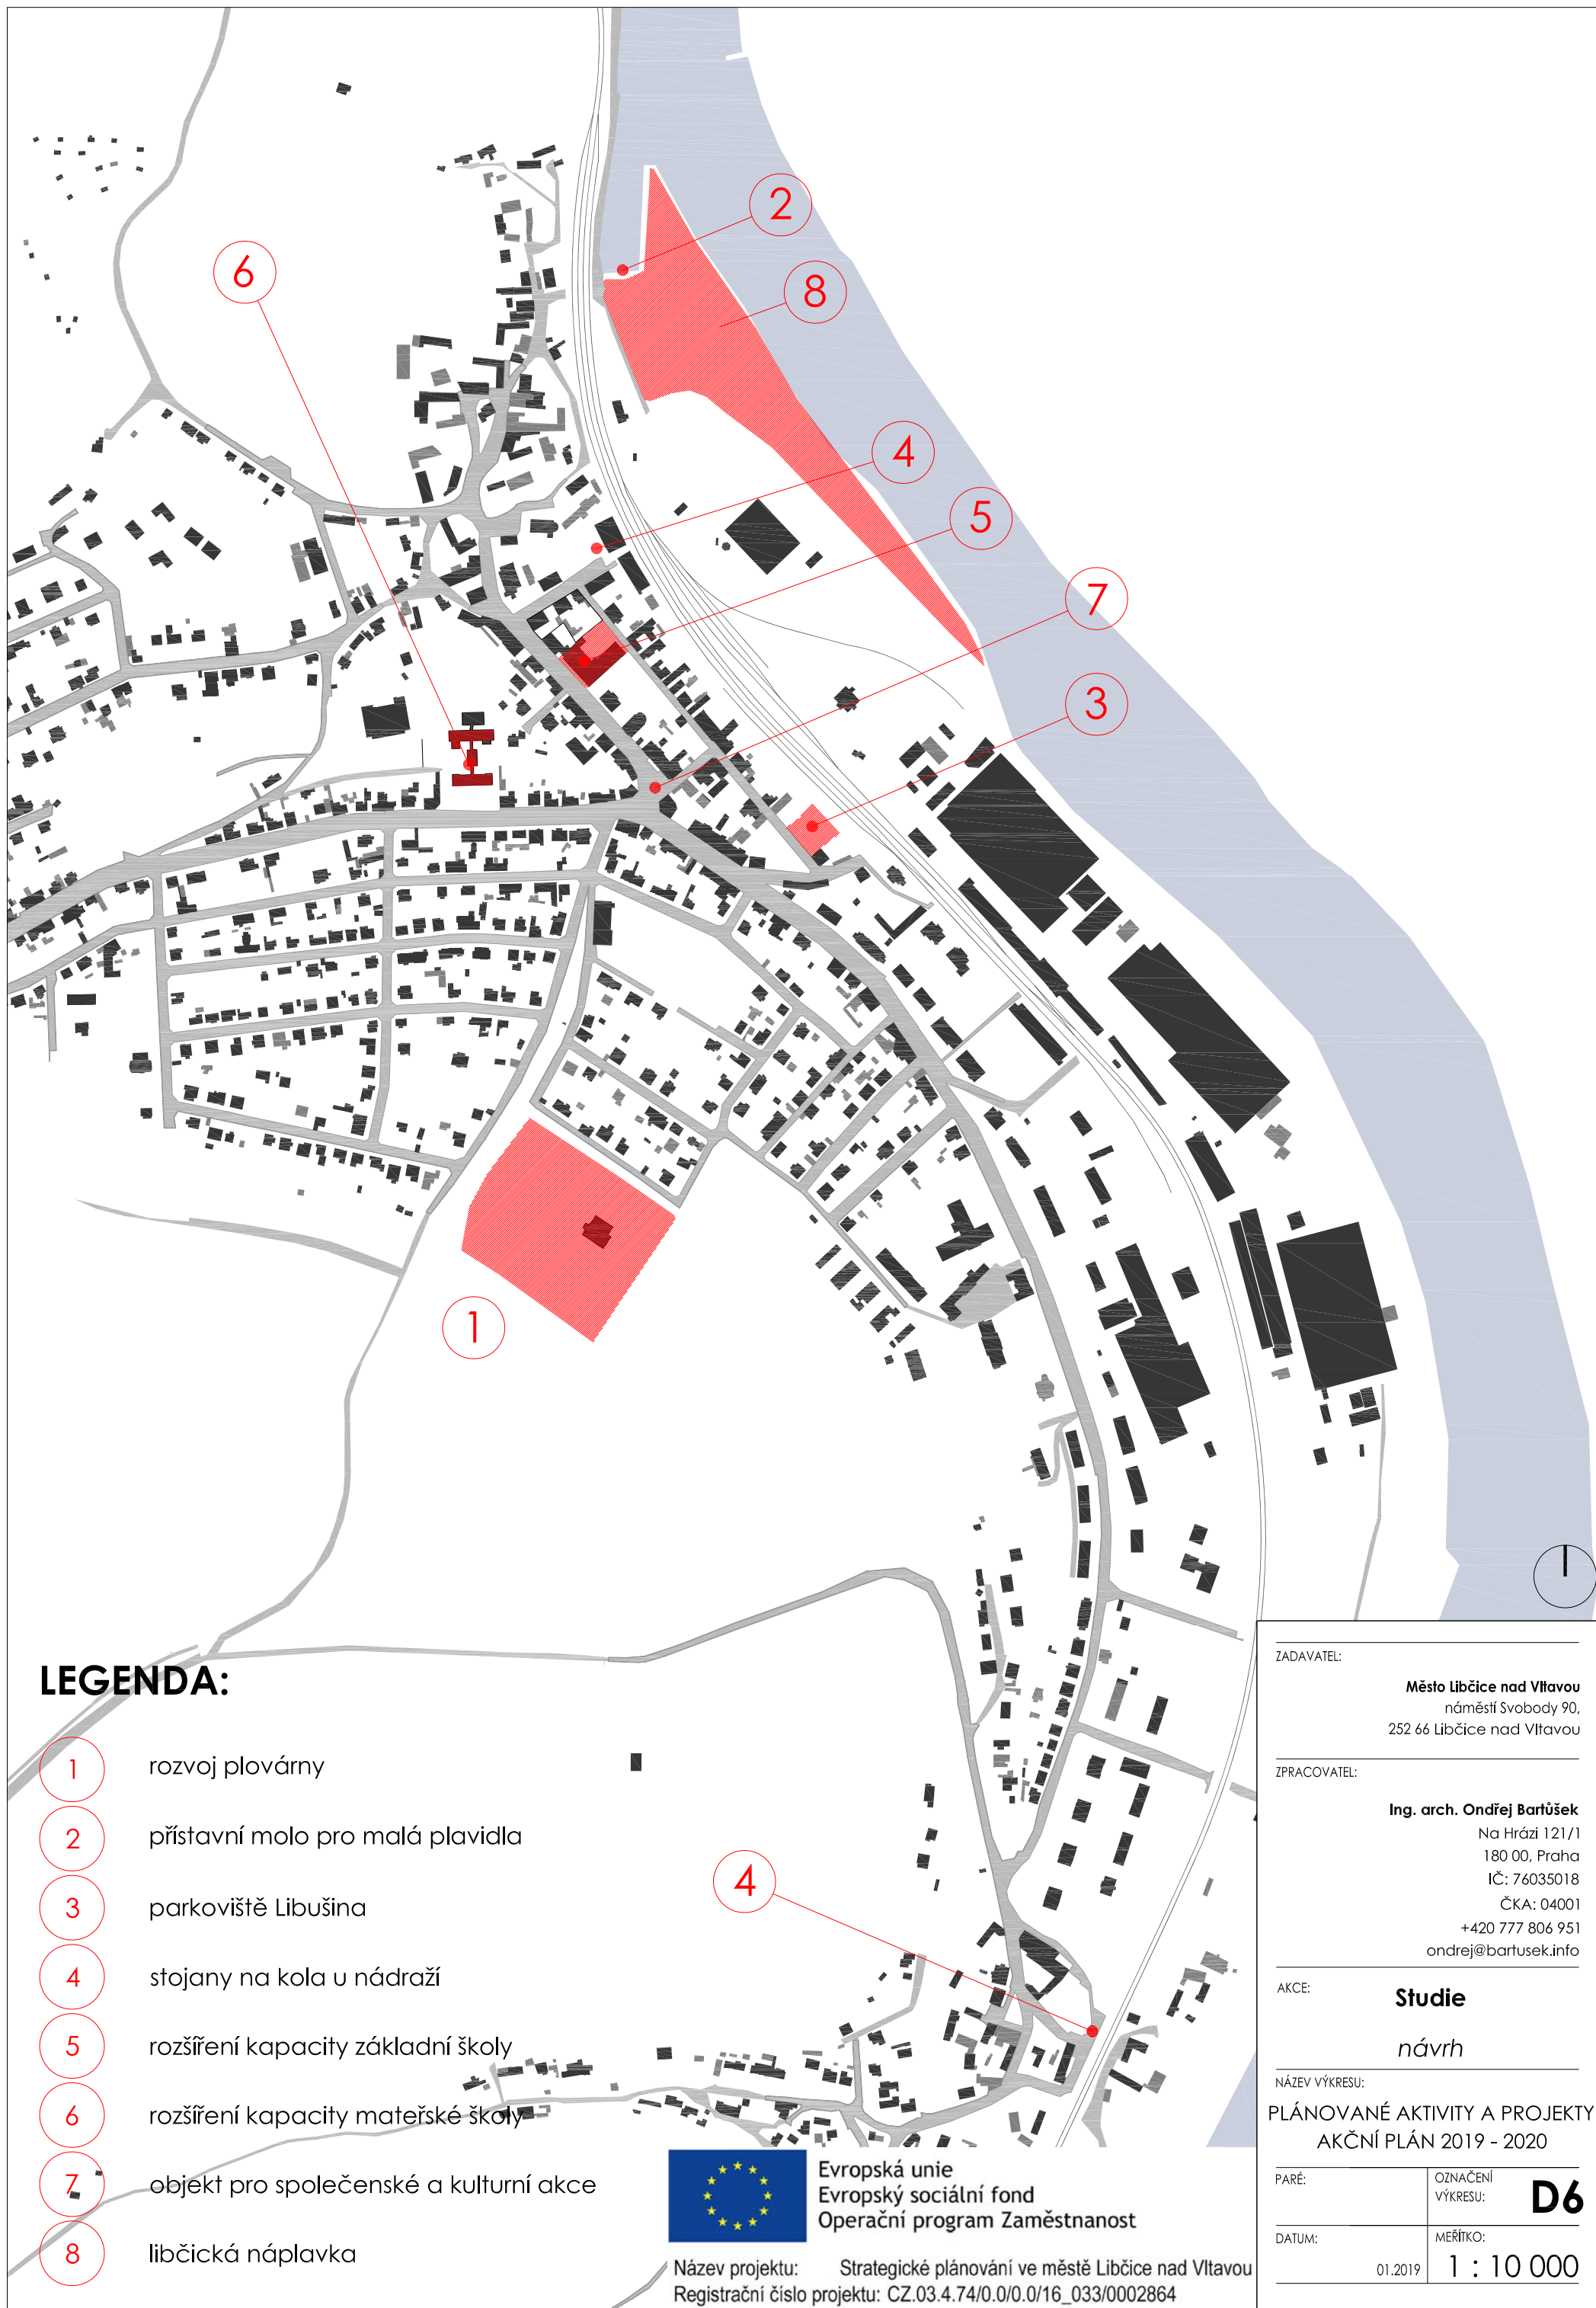 2
6
8
4
5
7
3
1
4
LEGENDA:
1 rozvoj plovárny
2 přístavní molo pro malá plavidla
3 parkoviště Libušina
4 stojany na kola u nádraží
5 rozšíření kapacity základní školy
6 rozšíření kapacity mateřské školy
7 objekt pro společenské a kulturní akce
8 libčická náplavka
Evropská unie
Evropský sociální fond
Operační program Zaměstnanost
Název projektu: Strategické plánování ve městě Libčice nad Vltavou
Registrační číslo projektu: CZ.03.4.74/0.0/0.0/16_033/0002864
ZADAVATEL:
Město Libčice nad Vltavou
náměstí Svobody 90,
252 66 Libčice nad Vltavou
ZPRACOVATEL:
Ing. arch. Ondřej Bartůšek
Na Hrázi 121/1
180 00, Praha
IČ: 76035018
ČKA: 04001
+420 777 806 951
ondrej@bartusek.info
AKCE:
Studie
návrh
NÁZEV VÝKRESU:
PLÁNOVANÉ AKTIVITY A PROJEKTY
AKČNÍ PLÁN 2019 - 2020
PARÉ:
OZNAČENÍ
VÝKRESU:
D6
DATUM:
01.2019
MEŘÍTKO:
1 : 10 000